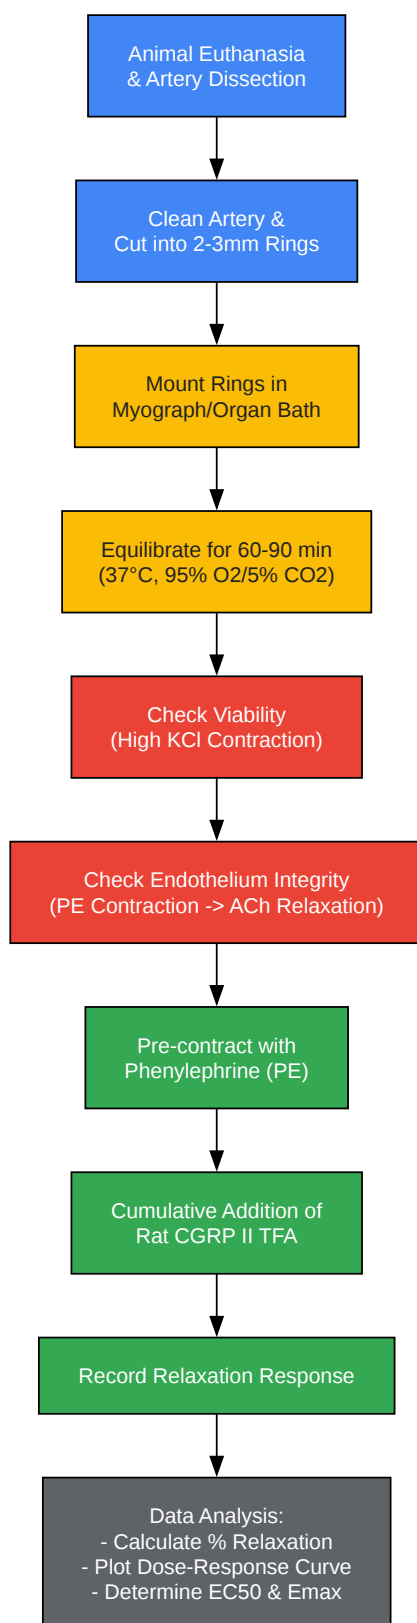 Animal Euthanasia
& Artery Dissection
Clean Artery &
Cut into 2-3mm Rings
Mount Rings in
Myograph/Organ Bath
Equilibrate for 60-90 min
(37°C, 95% O2/5% CO2)
Check Viability
(High KCl Contraction)
Check Endothelium Integrity
(PE Contraction -> ACh Relaxation)
Pre-contract with
Phenylephrine (PE)
Cumulative Addition of
Rat CGRP II TFA
Record Relaxation Response
Data Analysis:
- Calculate % Relaxation
- Plot Dose-Response Curve
- Determine EC50 & Emax